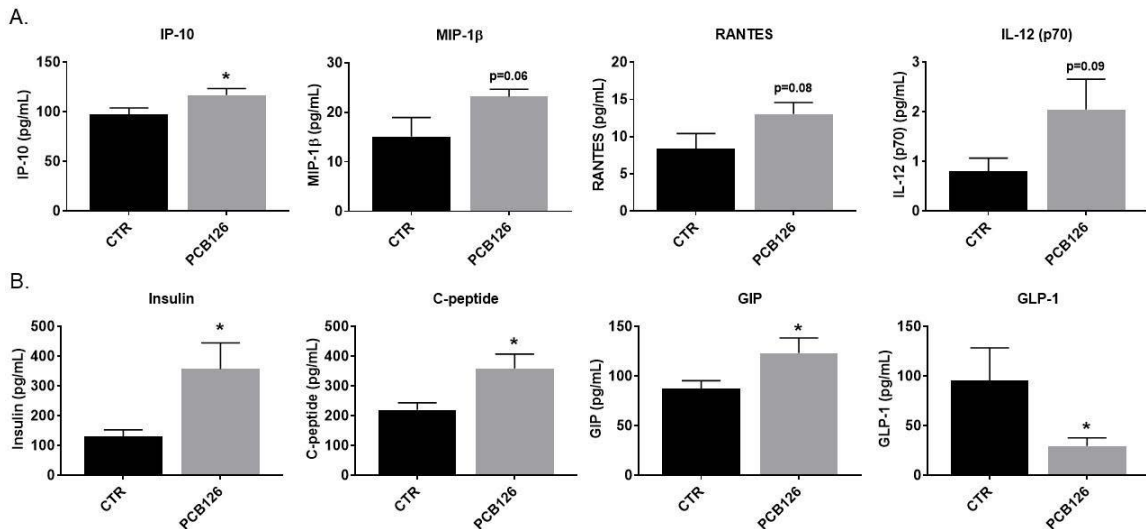 A.
IP-10
MIP-1β
RANTES
IL-12 (p70)
IP-10 (pg/mL)
150
100
50
0
*
CTR
PCB126
MIP-1β (pg/mL)
30
20
10
0
p=0.06
CTR
PCB126
RANTES (pg/mL)
20
15
10
5
0
p=0.08
CTR
PCB126
IL-12 (p70) (pg/mL)
3
2
1
0
p=0.09
CTR
PCB126
B.
Insulin
C-peptide
GIP
GLP-1
Insulin (pg/mL)
500
400
300
200
100
0
*
CTR
PCB126
C-peptide (pg/mL)
500
400
300
200
100
0
*
CTR
PCB126
GIP (pg/mL)
150
100
50
0
*
CTR
PCB126
GLP-1 (pg/mL)
150
100
50
0
*
CTR
PCB126